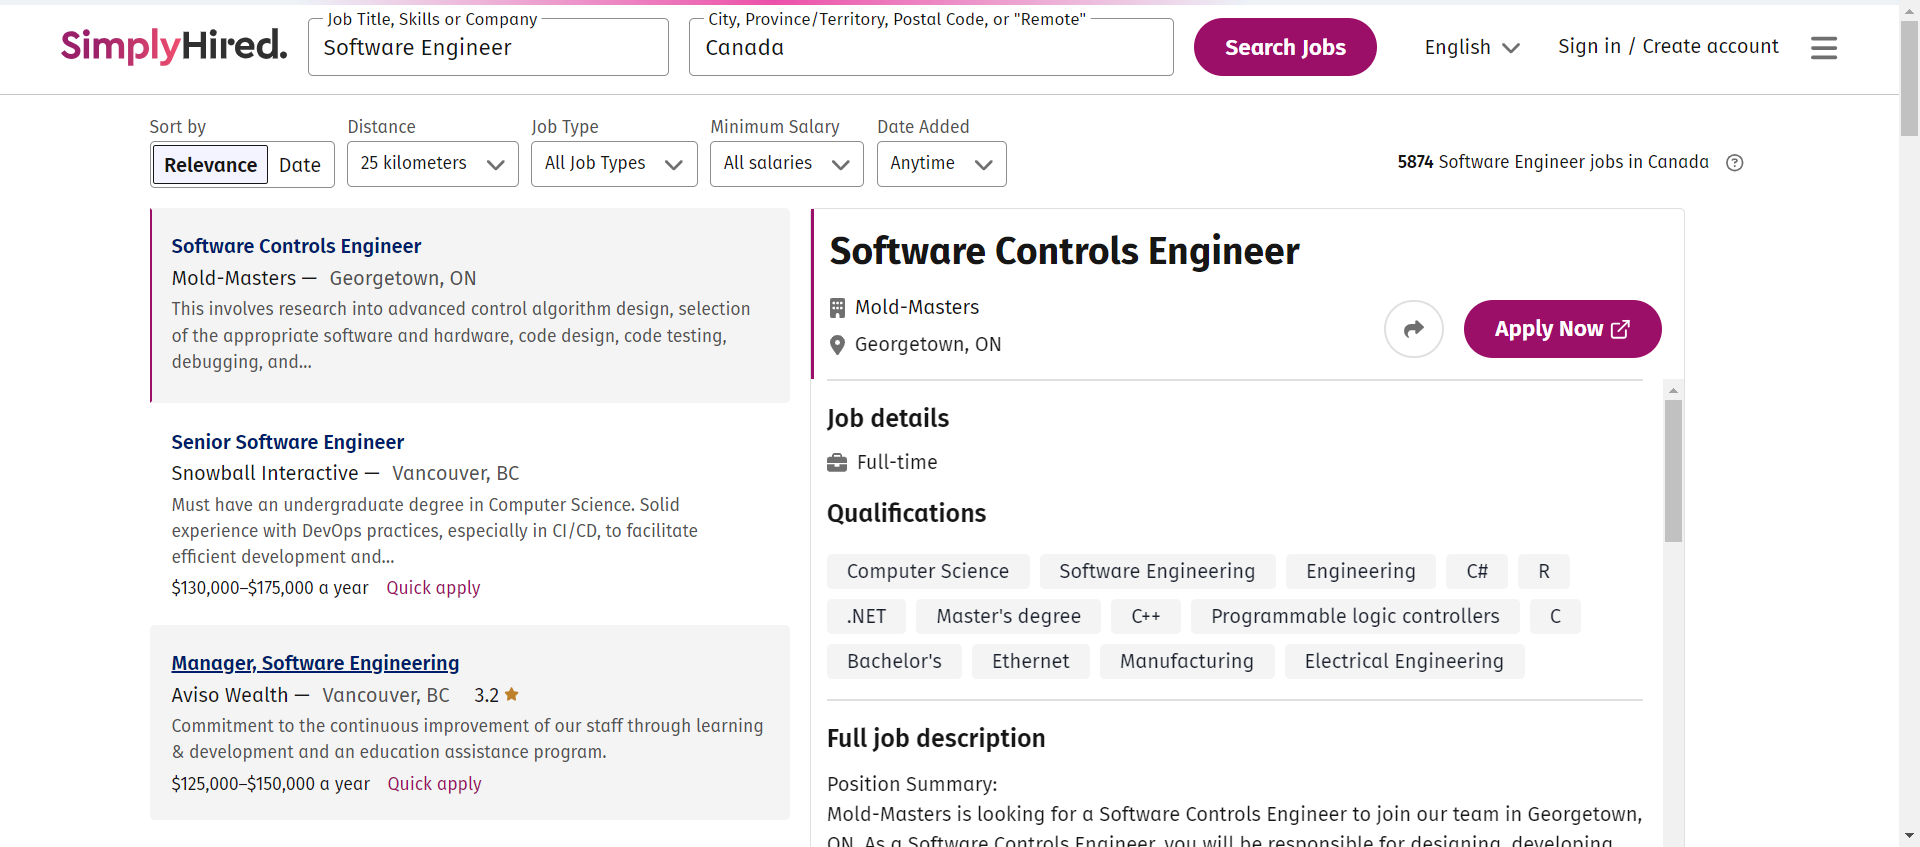 SimplyHired.
Job Title, Skills or Company
Software Engineer
City, Province/Territory, Postal Code, or "Remote"
Canada
Search Jobs
English
Sign in / Create account
Sort by
Relevance
Date
Distance
25 kilometers
Job Type
All Job Types
Minimum Salary
All salaries
Date Added
Anytime
5874 Software Engineer jobs in Canada
?
Software Controls Engineer
Mold-Masters — Georgetown, ON
This involves research into advanced control algorithm design, selection
of the appropriate software and hardware, code design, code testing,
debugging, and...
Senior Software Engineer
Snowball Interactive — Vancouver, BC
Must have an undergraduate degree in Computer Science. Solid
experience with DevOps practices, especially in CI/CD, to facilitate
efficient development and...
$130,000–$175,000 a year Quick apply
Manager, Software Engineering
Aviso Wealth — Vancouver, BC 3.2
Commitment to the continuous improvement of our staff through learning
& development and an education assistance program.
$125,000–$150,000 a year Quick apply
Software Controls Engineer
Mold-Masters
Georgetown, ON
Apply Now
Job details
Full-time
Qualifications
Computer Science Software Engineering Engineering C# R
.NET Master's degree C++ Programmable logic controllers C
Bachelor's Ethernet Manufacturing Electrical Engineering
Full job description
Position Summary:
Mold-Masters is looking for a Software Controls Engineer to join our team in Georgetown,
ON. As a Software Controls Engineer, you will be responsible for designing, developing,